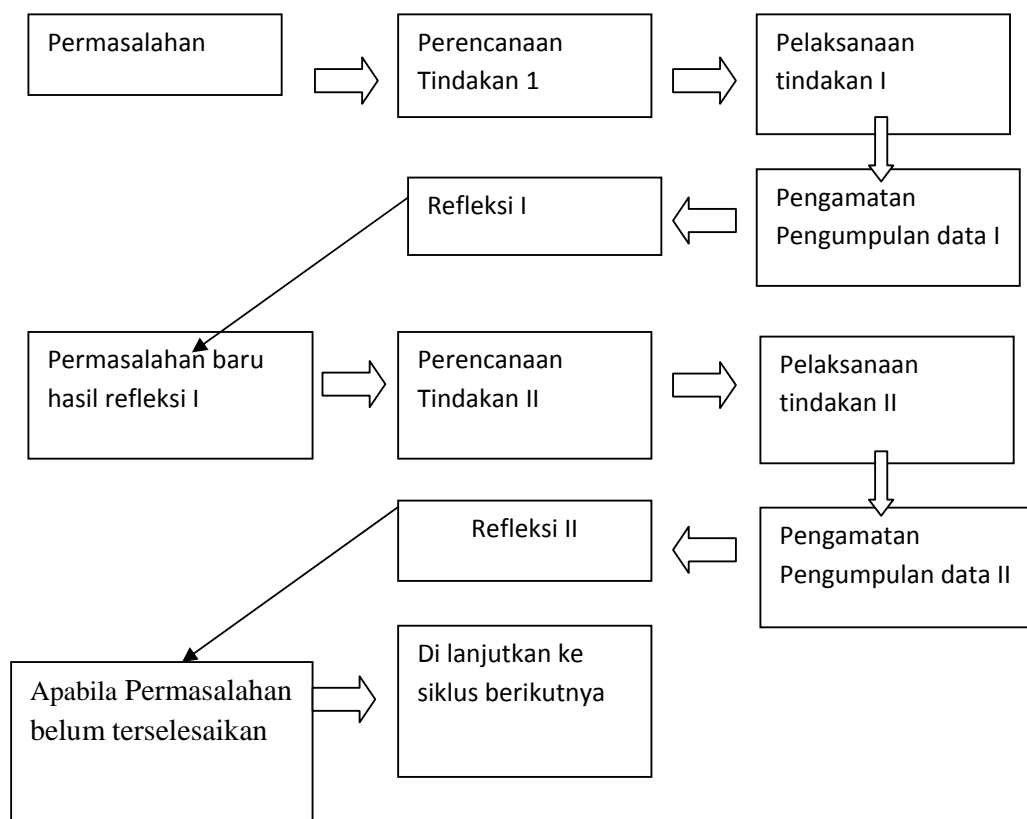 Permasalahan
Perencanaan
Tindakan 1
Pelaksanaan
tindakan I
Refleksi I
Pengamatan
Pengumpulan data I
Permasalahan baru
hasil refleksi I
Perencanaan
Tindakan II
Pelaksanaan
tindakan II
Refleksi II
Pengamatan
Pengumpulan data II
Apabila Permasalahan
belum terselesaikan
Di lanjutkan ke
siklus berikutnya